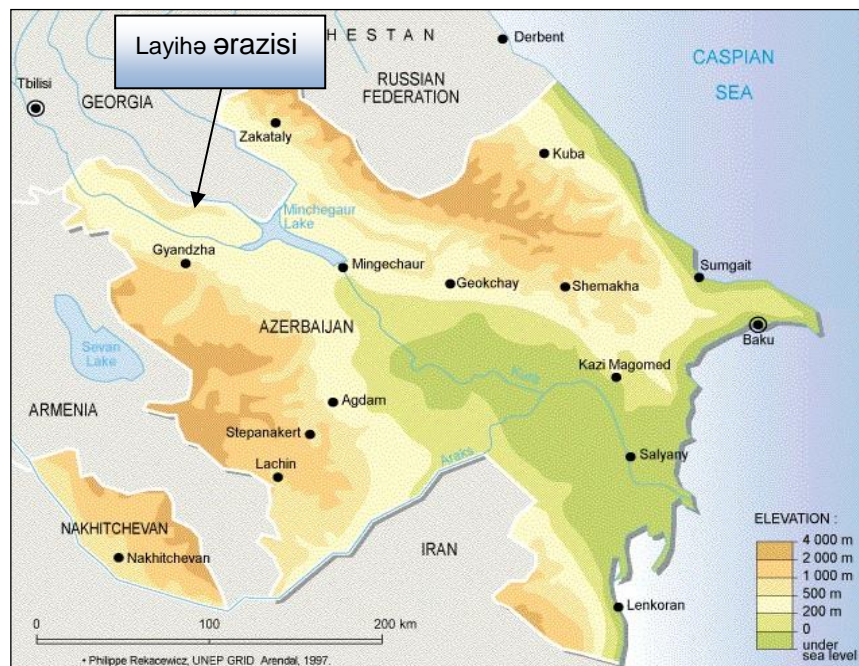 Layihə ərazisi
HESTAN
Derbent
CASPIAN
SEA
RUSSIAN
FEDERATION
Tbilisi
GEORGIA
Zakataly
Kuba
Minchegaur
Lake
Gyandzha
Mingechaur
Geokchay
Shemakha
Sumgait
Baku
AZERBAIJAN
Sevan
Lake
Kura
Kazi Magomed
ARMENIA
Agdam
Stepanakert
Araks
Salyany
Lachin
NAKHITCHEVAN
Nakhitchevan
IRAN
Lenkoran
ELEVATION :
4 000 m
2 000 m
1 000 m
500 m
200 m
0
under
sea level
0 100 200 km
• Philippe Rekacewicz, UNEP GRID Arendal, 1997.